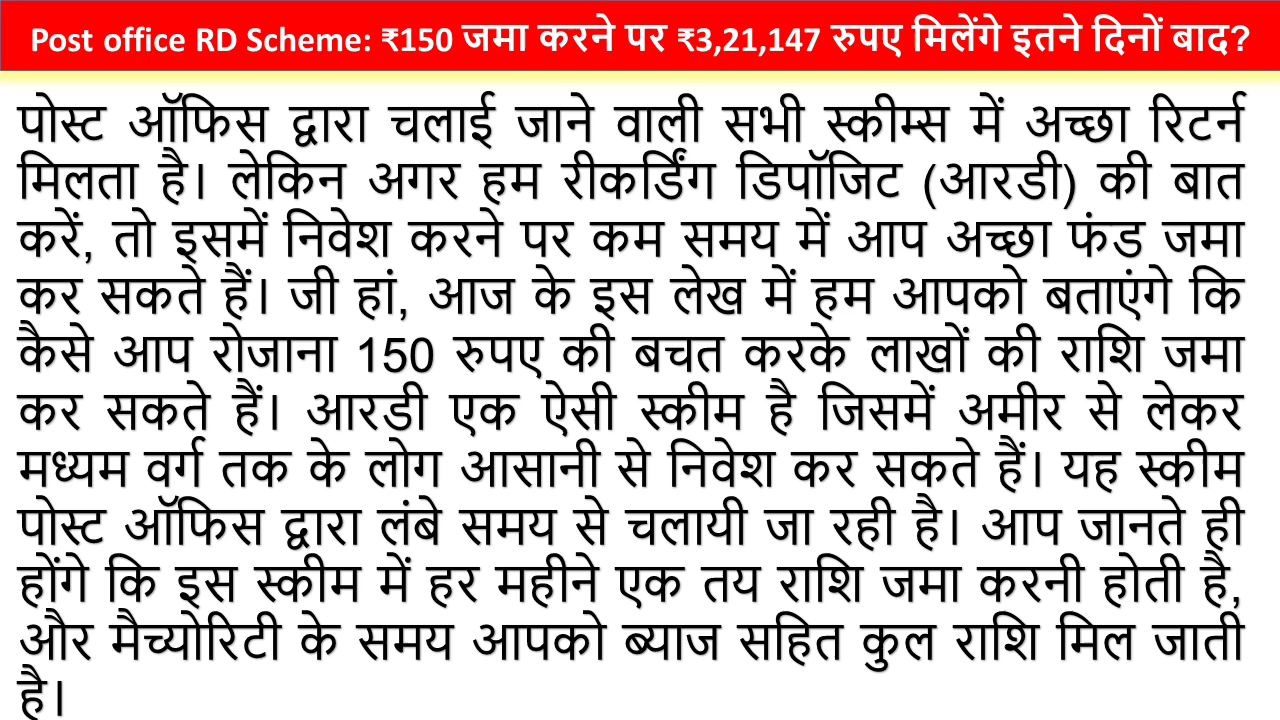 Post office RD Scheme: ₹150 जमा करने पर ₹3,21,147 रुपए मिलेंगे इतने दिनों बाद?
पोस्ट ऑफिस द्वारा चलाई जाने वाली सभी स्कीम्स में अच्छा रिटर्न
मिलता है। लेकिन अगर हम रीकर्डिंग डिपॉजिट (आरडी) की बात
करें, तो इसमें निवेश करने पर कम समय में आप अच्छा फंड जमा
कर सकते हैं। जी हां, आज के इस लेख में हम आपको बताएंगे कि
कैसे आप रोजाना 150 रुपए की बचत करके लाखों की राशि जमा
कर सकते हैं। आरडी एक ऐसी स्कीम है जिसमें अमीर से लेकर
मध्यम वर्ग तक के लोग आसानी से निवेश कर सकते हैं। यह स्कीम
पोस्ट ऑफिस द्वारा लंबे समय से चलायी जा रही है। आप जानते ही
होंगे कि इस स्कीम में हर महीने एक तय राशि जमा करनी होती है,
और मैच्योरिटी के समय आपको ब्याज सहित कुल राशि मिल जाती
है।